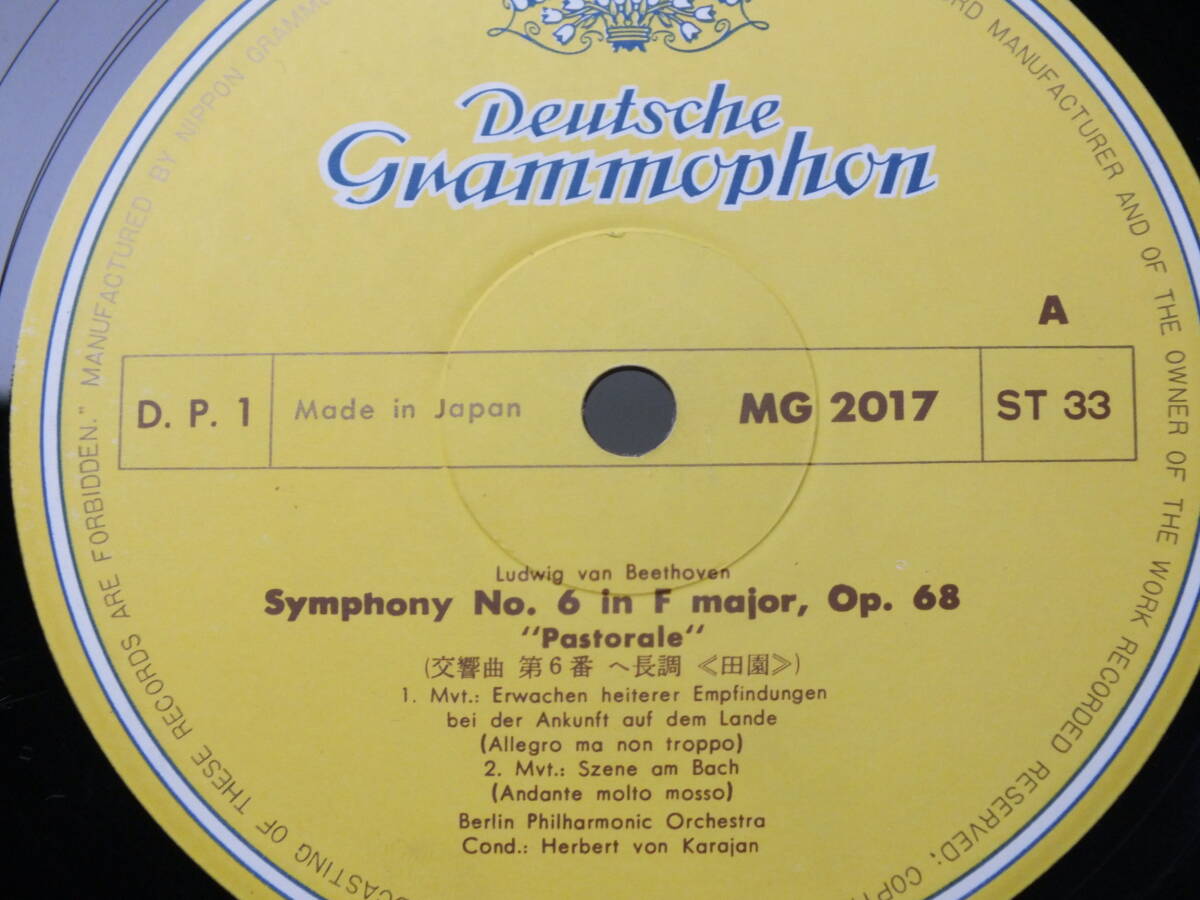 Deutsche
Grammophon
A
D. P. 1 Made in Japan MG 2017 ST 33
Ludwig van Beethoven
Symphony No. 6 in F major, Op. 68
"Pastorale"
(交響曲 第6番 ヘ長調 《田園》)
1. Mvt.: Erwachen heiterer Empfindungen
bei der Ankunft auf dem Lande
(Allegro ma non troppo)
2. Mvt.: Szene am Bach
(Andante molto mosso)
Berlin Philharmonic Orchestra
Cond.: Herbert von Karajan
MANUFACTURER AND OF THE OWNER OF THE WORK RECORDED RESERVED;
OF THESE RECORDS ARE FORBIDDEN." MANUFACTURED BY NIPPON